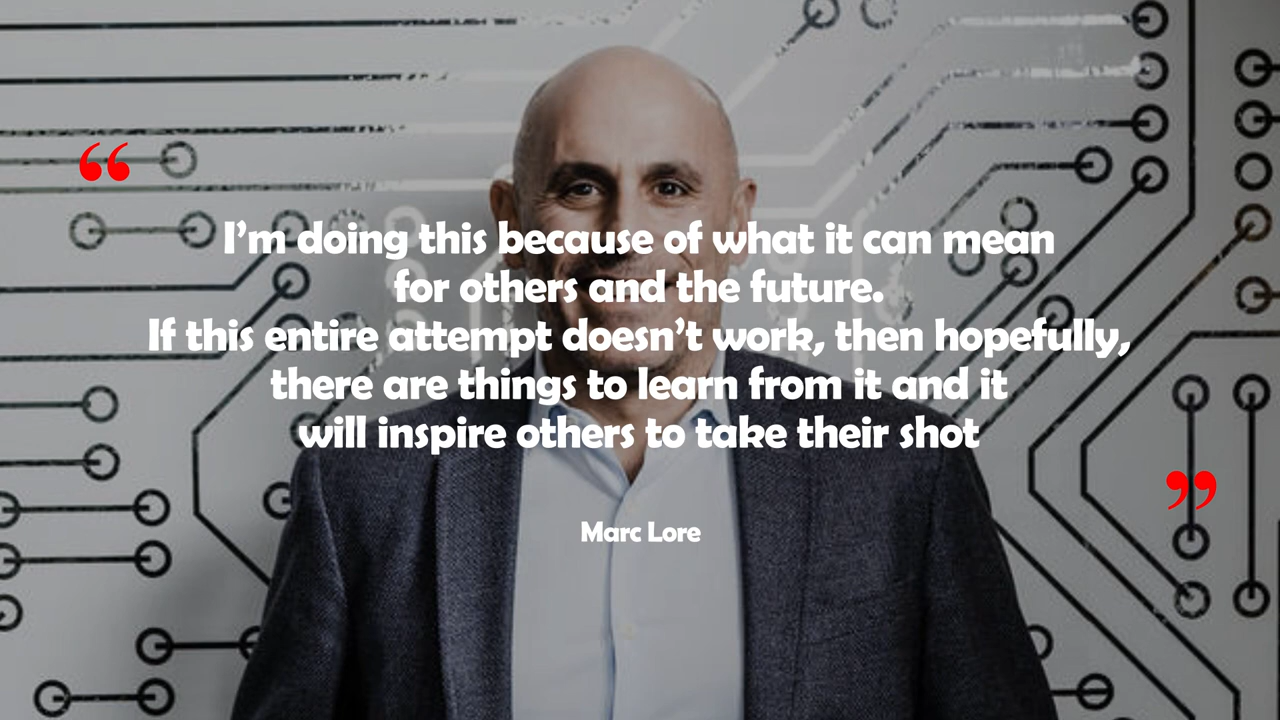 “
I’m doing this because of what it can mean
for others and the future.
If this entire attempt doesn’t work, then hopefully,
there are things to learn from it and it
will inspire others to take their shot
”
Marc Lore